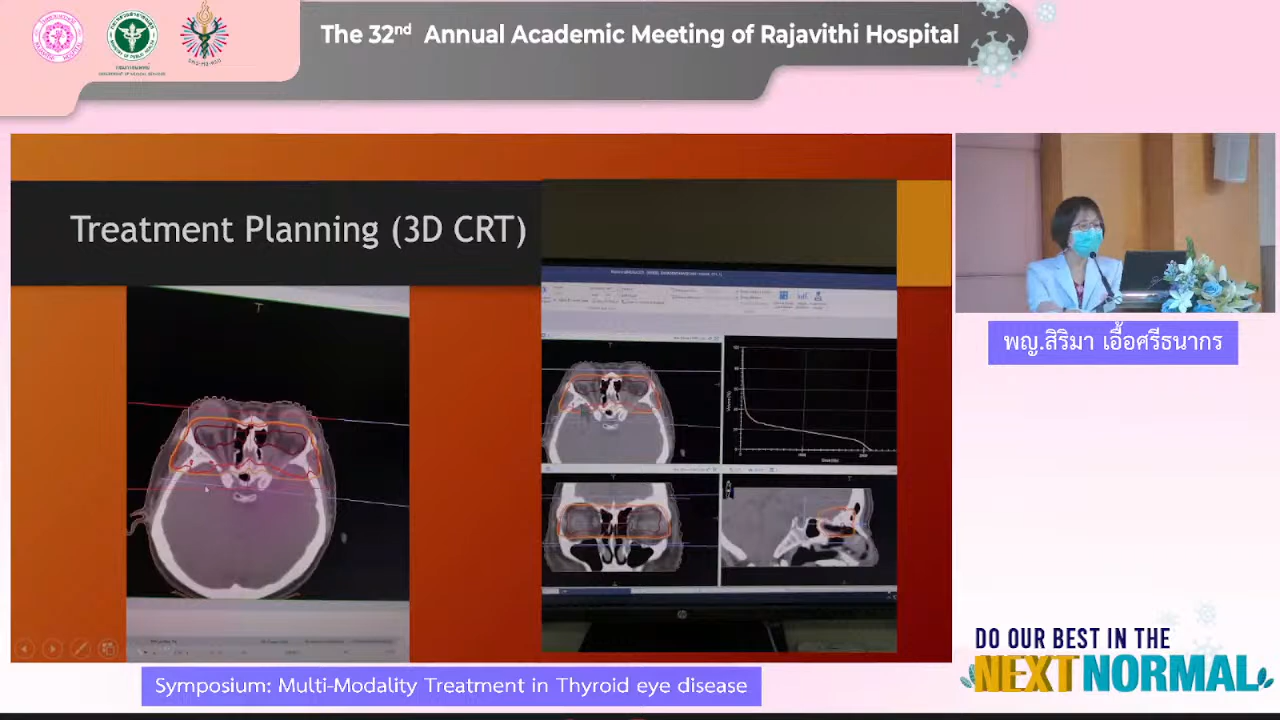 The 32nd Annual Academic Meeting of Rajavithi Hospital
Treatment Planning (3D CRT)
พญ.สิริมา เอื้อศรีธนากร
DO OUR BEST IN THE
NEXT NORMAL
Symposium: Multi-Modality Treatment in Thyroid eye disease